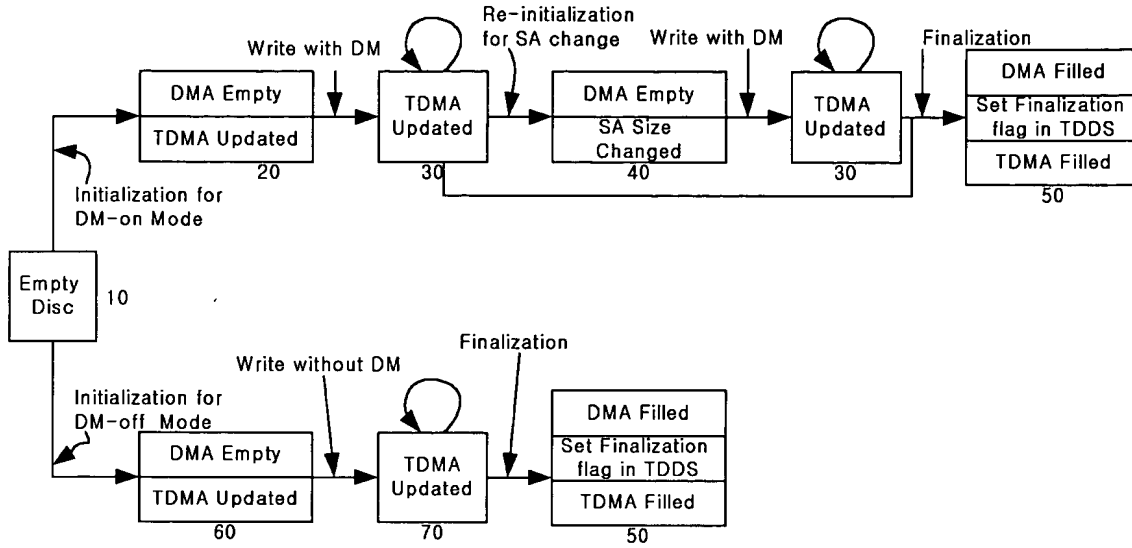 Re-initialization
for SA change
Write with DM
Write with DM
Finalization
DMA Empty
TDMA Updated
20
TDMA
Updated
30
DMA Empty
SA Size
Changed
40
TDMA
Updated
30
DMA Filled
Set Finalization
flag in TDDS
TDMA Filled
50
Initialization for
DM-on Mode
Empty
Disc
10
Initialization for
DM-off Mode
Write without DM
Finalization
DMA Empty
TDMA Updated
60
TDMA
Updated
70
DMA Filled
Set Finalization
flag in TDDS
TDMA Filled
50